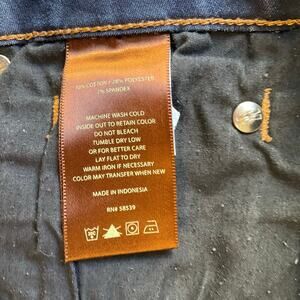 COTTON / 28% POLYESTER
2% SPANDEX
MACHINE WASH COLD
INSIDE OUT TO RETAIN COLOR
DO NOT BLEACH
TUMBLE DRY LOW
OR FOR BETTER CARE
LAY FLAT TO DRY
WARM IRON IF NECESSARY
COLOR MAY TRANSFER WHEN NEW
MADE IN INDONESIA
RN# 58539